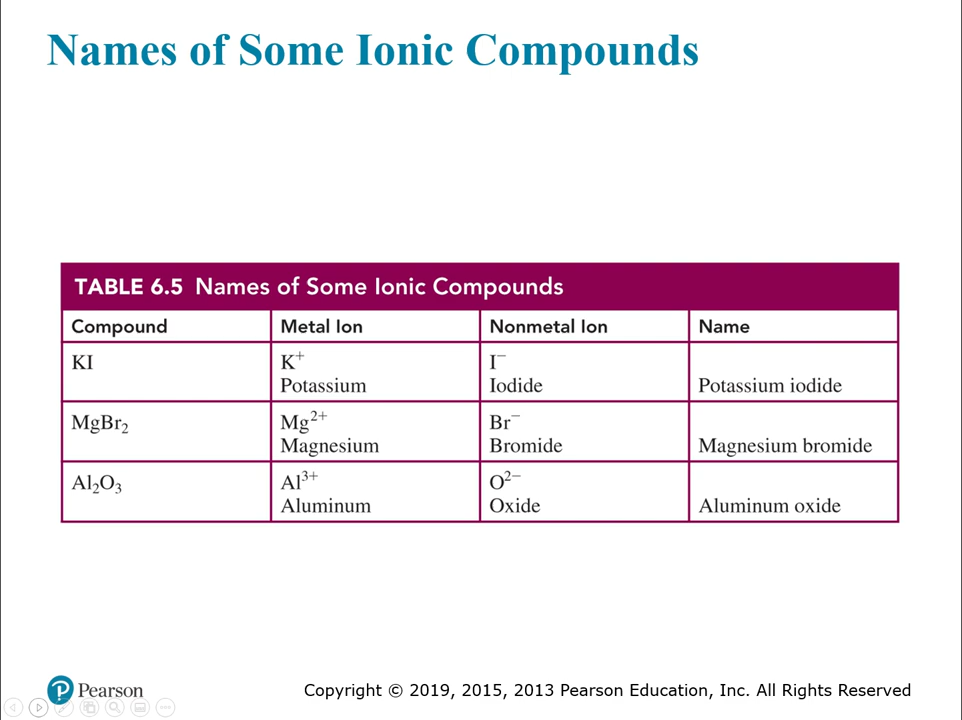 Names of Some Ionic Compounds
TABLE 6.5 Names of Some Ionic Compounds
Compound Metal Ion Nonmetal Ion Name
KI K⁺ I⁻
Potassium Iodide Potassium iodide
MgBr₂ Mg²⁺ Br⁻
Magnesium Bromide Magnesium bromide
Al₂O₃ Al³⁺ O²⁻
Aluminum Oxide Aluminum oxide
P Pearson
Copyright © 2019, 2015, 2013 Pearson Education, Inc. All Rights Reserved